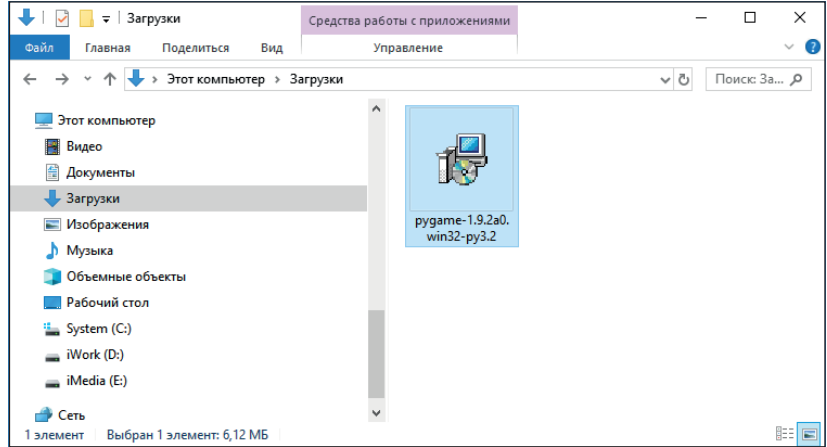 Загрузки
Средства работы с приложениями
Файл
Главная
Поделиться
Вид
Управление
Этот компьютер > Загрузки
Поиск: За...
Этот компьютер
Видео
Документы
Загрузки
Изображения
Музыка
Объемные объекты
Рабочий стол
System (C:)
iWork (D:)
iMedia (E:)
Сеть
pygame-1.9.2a0.
win32-py3.2
1 элемент
Выбран 1 элемент: 6,12 МБ